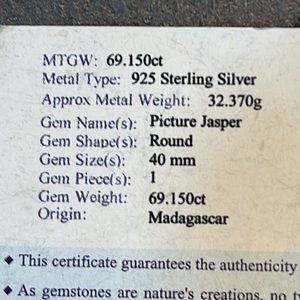 MTGW: 69.150ct
Metal Type: 925 Sterling Silver
Approx Metal Weight: 32.370g
Gem Name(s): Picture Jasper
Gem Shape(s): Round
Gem Size(s): 40 mm
Gem Piece(s): 1
Gem Weight: 69.150ct
Origin: Madagascar
◆ This certificate guarantees the authenticity
◆ As gemstones are nature's creations, no